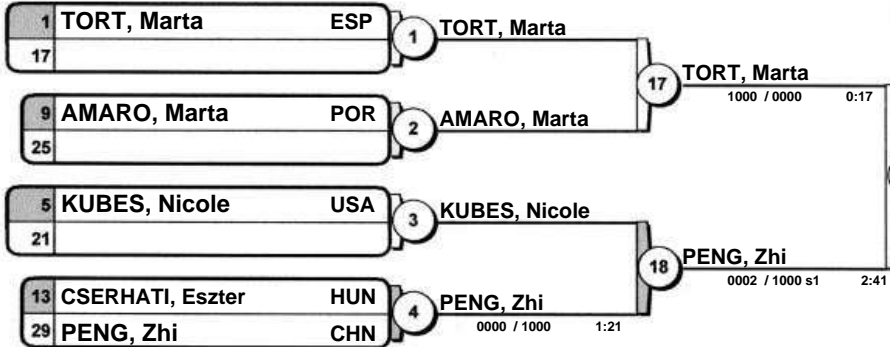 1 TORT, Marta ESP
17
1 TORT, Marta
9 AMARO, Marta POR
25
2 AMARO, Marta
17 TORT, Marta
1000 / 0000 0:17
5 KUBES, Nicole USA
21
3 KUBES, Nicole
13 CSERHATI, Eszter HUN
29 PENG, Zhi CHN
4 PENG, Zhi
0000 / 1000 1:21
18 PENG, Zhi
0002 / 1000 s1 2:41